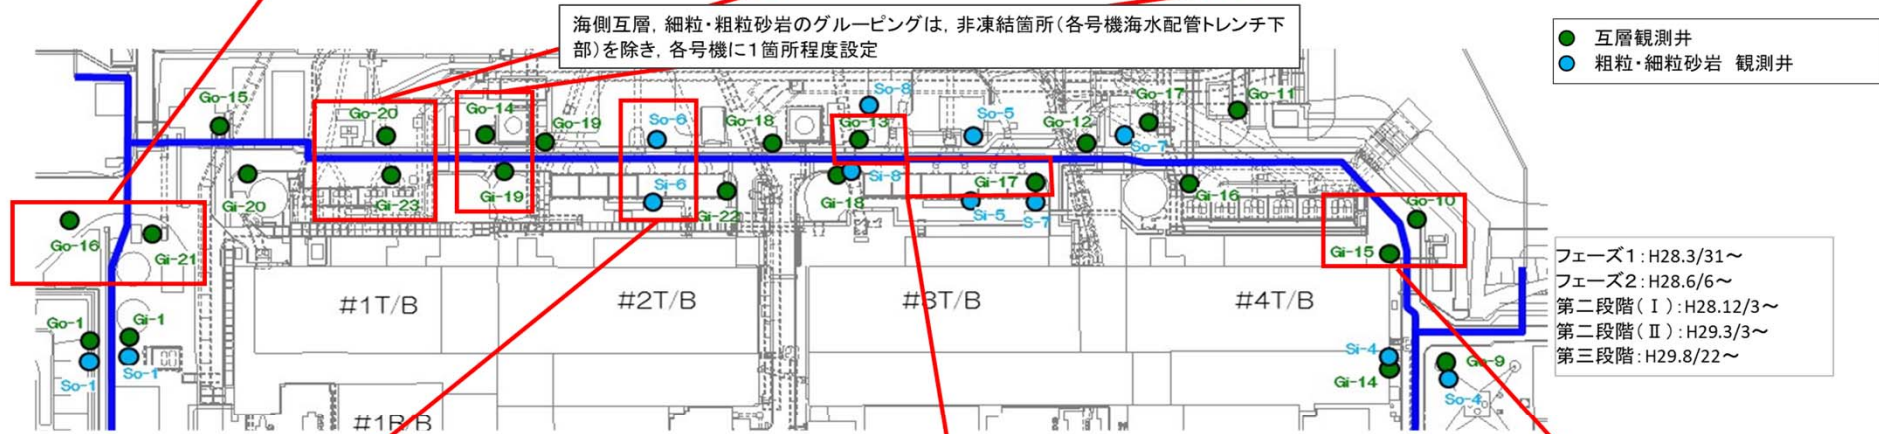 海側互層，細粒・粗粒砂岩のグルーピングは，非凍結箇所（各号機海水配管トレンチ下
部）を除き，各号機に１箇所程度設定
互層観測井
粗粒・細粒砂岩　観測井
Go-15
Go-20
Go-14
Go-19
So-6
Go-18
So-8
Go-13
So-5
Go-12
Go-17
So-7
Go-11
Gi-20
Gi-23
Gi-19
Si-6
Gi-22
Gi-18
Si-8
Gi-17
Si-5
S-7
Gi-16
Go-10
Gi-15
Go-16
Gi-21
#1T/B
#2T/B
#3T/B
#4T/B
フェーズ１：H28.3/31～
フェーズ２：H28.6/6～
第二段階（Ⅰ）：H28.12/3～
第二段階（Ⅱ）：H29.3/3～
第三段階：H29.8/22～
Go-1
Gi-1
So-1
So-1
Si-4
Gi-14
Go-9
So-4
#1R/B